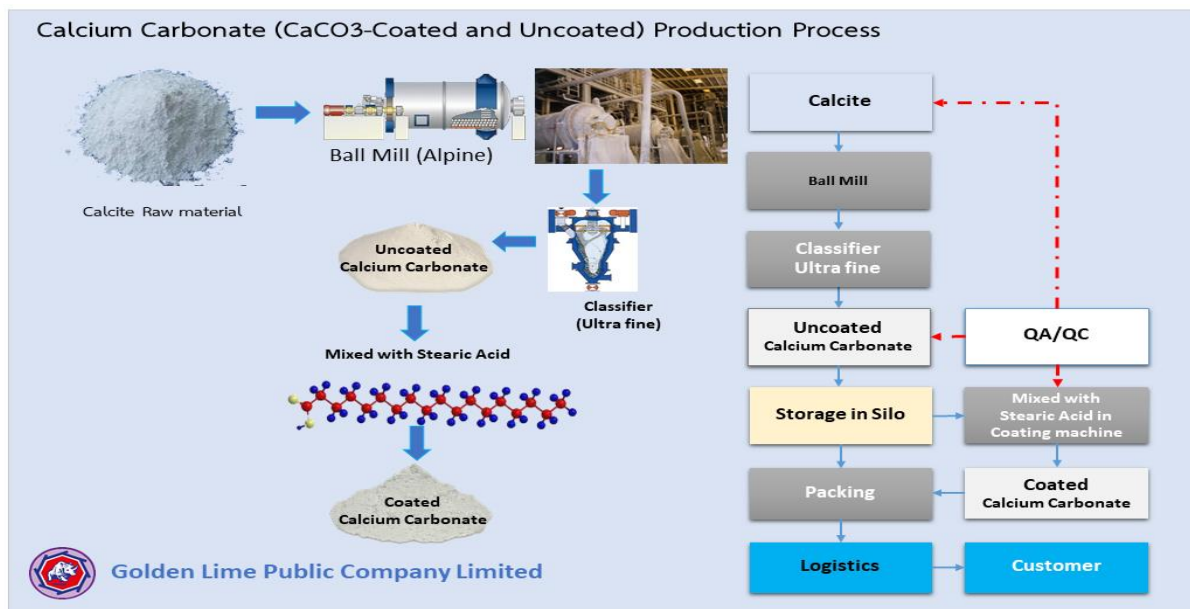 Calcium Carbonate (CaCO3-Coated and Uncoated) Production Process
Ball Mill (Alpine)
Calcite Raw material
Uncoated
Calcium Carbonate
Classifier
(Ultra fine)
Mixed with Stearic Acid
Coated
Calcium Carbonate
Calcite
Ball Mill
Classifier
Ultra fine
Uncoated
Calcium Carbonate
QA/QC
Storage in Silo
Mixed with
Stearic Acid in
Coating machine
Packing
Coated
Calcium Carbonate
Logistics
Customer
Golden Lime Public Company Limited